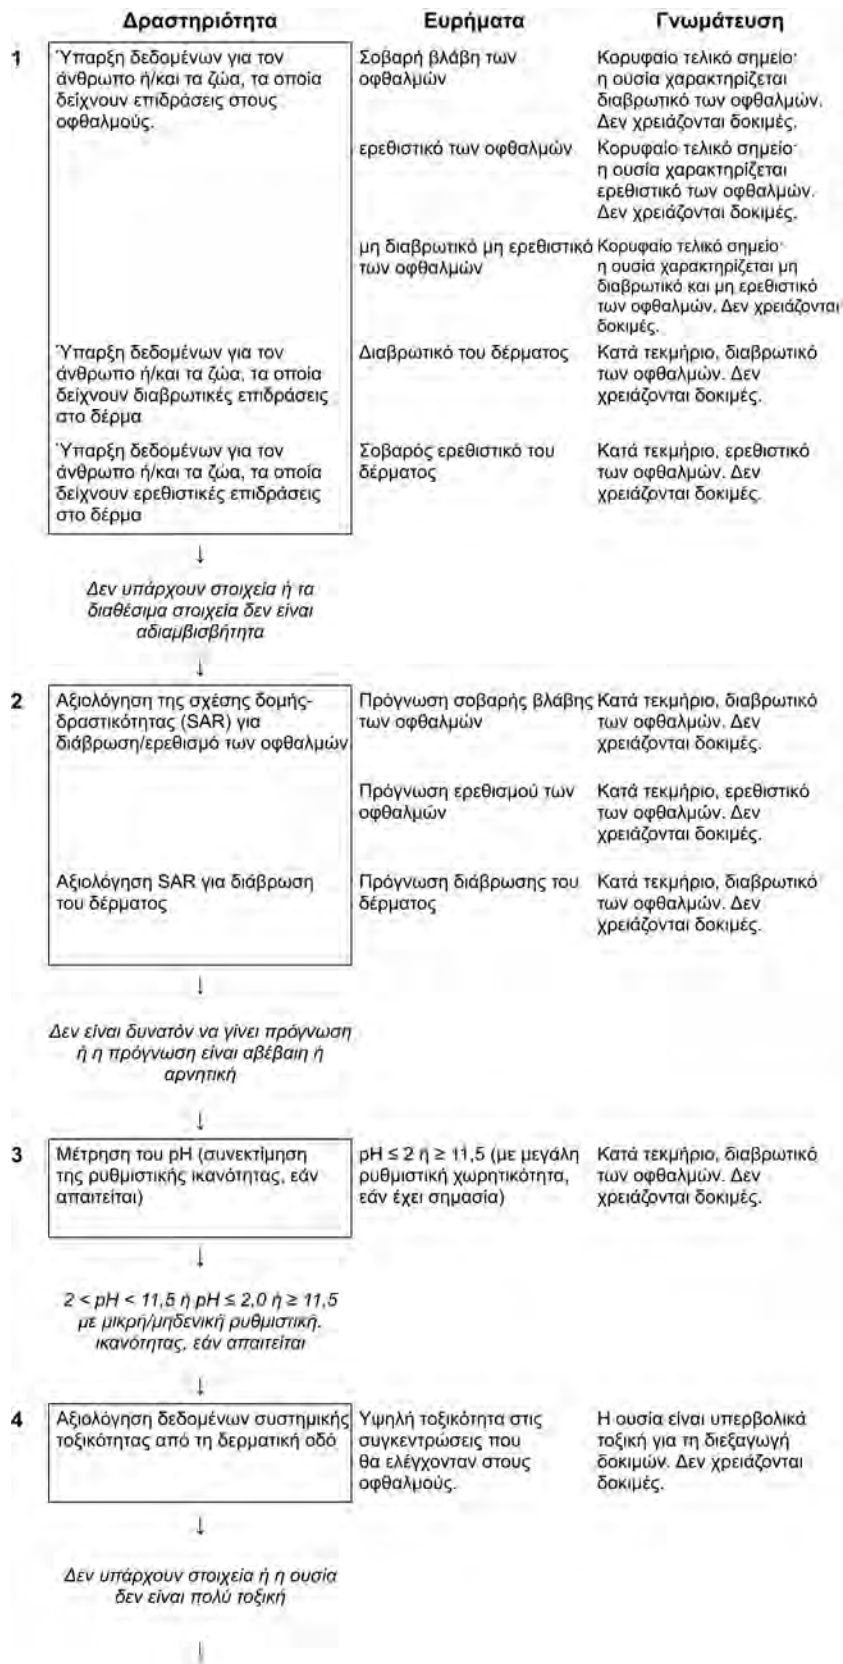 Δραστηριότητα Ευρήματα Γνωμάτευση
1 Ύπαρξη δεδομένων για τον Σοβαρή βλάβη των Κορυφαίο τελικό σημείο·
άνθρωπο ή/και τα ζώα, τα οποία οφθαλμών η ουσία χαρακτηρίζεται
δείχνουν επιδράσεις στους διαβρωτικό των οφθαλμών.
οφθαλμούς. Δεν χρειάζονται δοκιμές.
ερεθιστικό των οφθαλμών Κορυφαίο τελικό σημείο·
η ουσία χαρακτηρίζεται
ερεθιστικό των οφθαλμών.
Δεν χρειάζονται δοκιμές.
μη διαβρωτικό μη ερεθιστικό Κορυφαίο τελικό σημείο·
των οφθαλμών η ουσία χαρακτηρίζεται μη
διαβρωτικό και μη ερεθιστικό
των οφθαλμών. Δεν χρειάζονται
δοκιμές.
Ύπαρξη δεδομένων για τον Διαβρωτικό του δέρματος Κατά τεκμήριο, διαβρωτικό
άνθρωπο ή/και τα ζώα, τα οποία των οφθαλμών. Δεν
δείχνουν διαβρωτικές επιδράσεις χρειάζονται δοκιμές.
στο δέρμα
Ύπαρξη δεδομένων για τον Σοβαρός ερεθιστικό του Κατά τεκμήριο, ερεθιστικό
άνθρωπο ή/και τα ζώα, τα οποία δέρματος των οφθαλμών. Δεν
δείχνουν ερεθιστικές επιδράσεις χρειάζονται δοκιμές.
στο δέρμα
↓
Δεν υπάρχουν στοιχεία ή τα
διαθέσιμα στοιχεία δεν είναι
αδιαμβισβήτητα
↓
2 Αξιολόγηση της σχέσης δομής- Πρόγνωση σοβαρής βλάβης Κατά τεκμήριο, διαβρωτικό
δραστικότητας (SAR) για των οφθαλμών των οφθαλμών. Δεν
διάβρωση/ερεθισμό των οφθαλμών χρειάζονται δοκιμές.
Πρόγνωση ερεθισμού των Κατά τεκμήριο, ερεθιστικό
οφθαλμών των οφθαλμών. Δεν
χρειάζονται δοκιμές.
Αξιολόγηση SAR για διάβρωση Πρόγνωση διάβρωσης του Κατά τεκμήριο, διαβρωτικό
του δέρματος δέρματος των οφθαλμών. Δεν
χρειάζονται δοκιμές.
↓
Δεν είναι δυνατόν να γίνει πρόγνωση
ή η πρόγνωση είναι αβέβαιη ή
αρνητική
↓
3 Μέτρηση του pH (συνεκτίμηση pH ≤ 2 ή ≥ 11,5 (με μεγάλη Κατά τεκμήριο, διαβρωτικό
της ρυθμιστικής ικανότητας, εάν ρυθμιστική χωρητικότητα, των οφθαλμών. Δεν
απαιτείται) εάν έχει σημασία) χρειάζονται δοκιμές.
↓
2 < pH < 11,5 ή pH ≤ 2,0 ή ≥ 11,5
με μικρή/μηδενική ρυθμιστική.
ικανότητας, εάν απαιτείται
↓
4 Αξιολόγηση δεδομένων συστημικής Υψηλή τοξικότητα στις Η ουσία είναι υπερβολικά
τοξικότητας από τη δερματική οδό συγκεντρώσεις που τοξική για τη διεξαγωγή
θα ελέγχονταν στους δοκιμών. Δεν χρειάζονται
οφθαλμούς. δοκιμές.
↓
Δεν υπάρχουν στοιχεία ή η ουσία
δεν είναι πολύ τοξική
↓